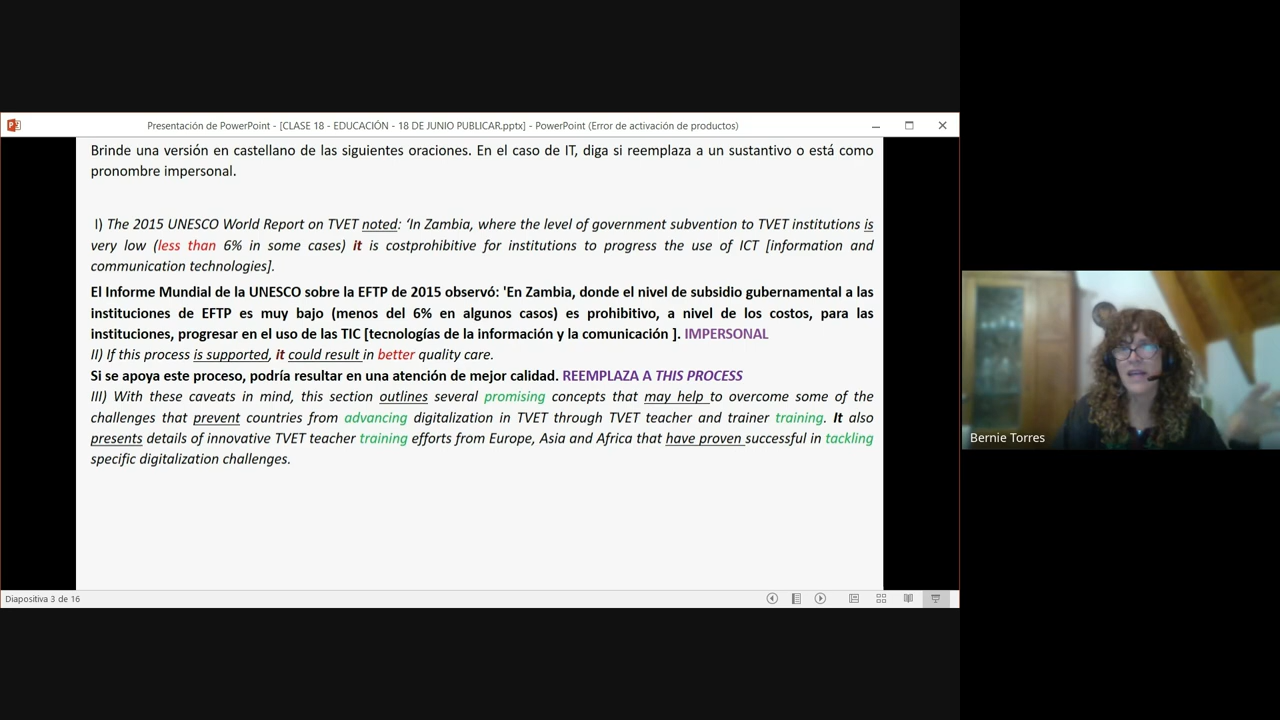 Presentación de PowerPoint - [CLASE 18 - EDUCACIÓN - 18 DE JUNIO PUBLICAR.pptx] - PowerPoint (Error de activación de productos)
Brinde una versión en castellano de las siguientes oraciones. En el caso de IT, diga si reemplaza a un sustantivo o está como
pronombre impersonal.
I) The 2015 UNESCO World Report on TVET noted: ‘In Zambia, where the level of government subvention to TVET institutions is
very low (less than 6% in some cases) it is costprohibitive for institutions to progress the use of ICT [information and
communication technologies].
El Informe Mundial de la UNESCO sobre la EFTP de 2015 observó: 'En Zambia, donde el nivel de subsidio gubernamental a las
instituciones de EFTP es muy bajo (menos del 6% en algunos casos) es prohibitivo, a nivel de los costos, para las
instituciones, progresar en el uso de las TIC [tecnologías de la información y la comunicación ]. IMPERSONAL
II) If this process is supported, it could result in better quality care.
Si se apoya este proceso, podría resultar en una atención de mejor calidad. REEMPLAZA A THIS PROCESS
III) With these caveats in mind, this section outlines several promising concepts that may help to overcome some of the
challenges that prevent countries from advancing digitalization in TVET through TVET teacher and trainer training. It also
presents details of innovative TVET teacher training efforts from Europe, Asia and Africa that have proven successful in tackling
specific digitalization challenges.
Bernie Torres
Diapositiva 3 de 16